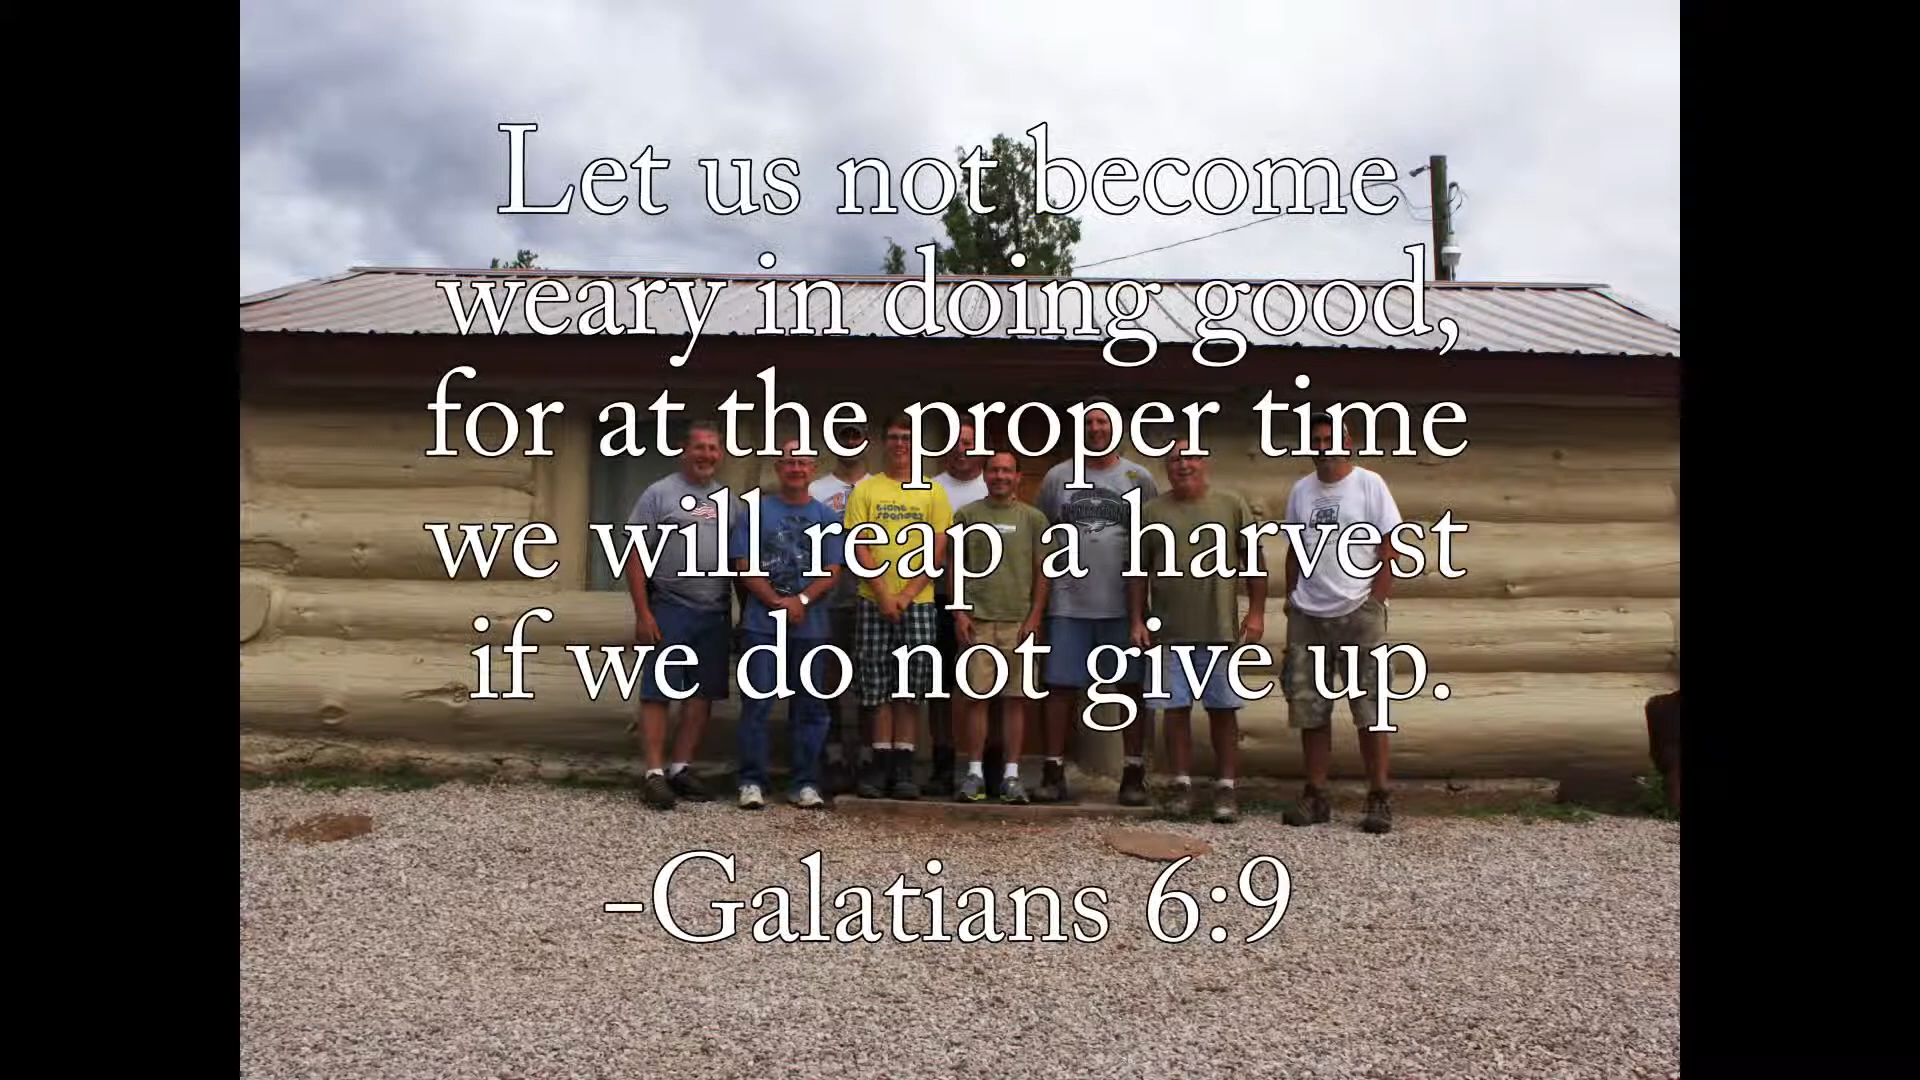 Let us not become
weary in doing good,
for at the proper time
we will reap a harvest
if we do not give up.
-Galatians 6:9